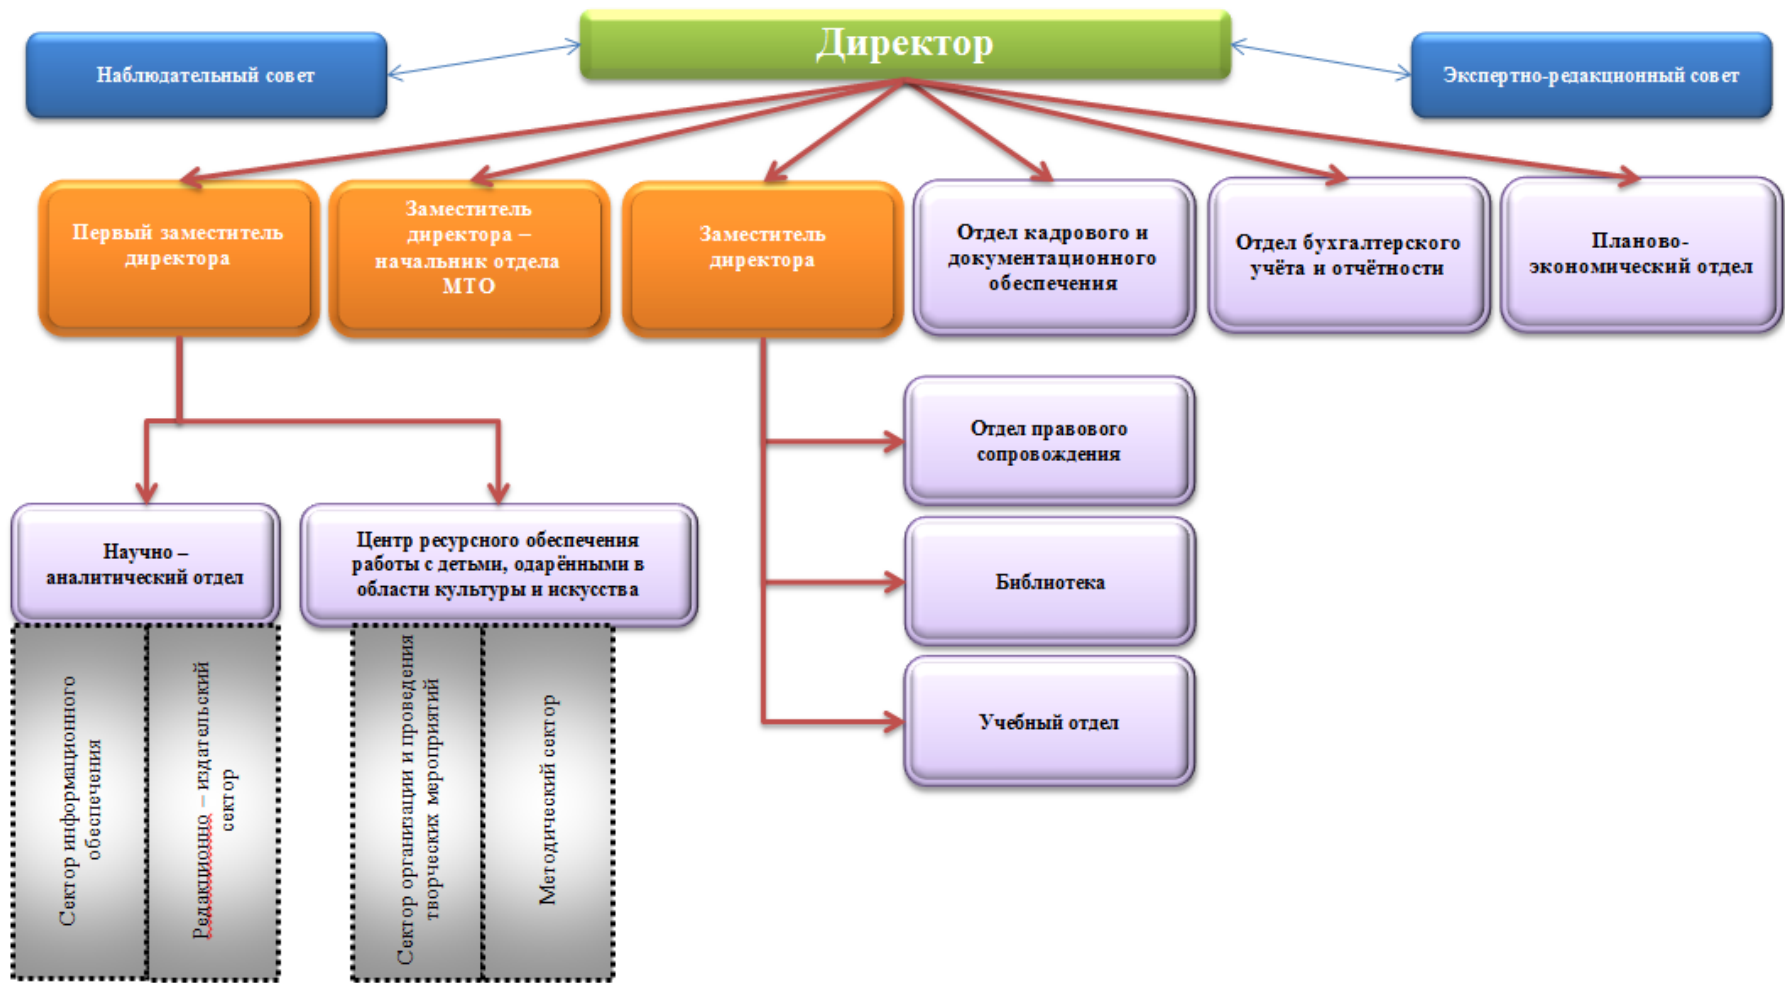 Директор
Наблюдательный совет
Экспертно-редакционный совет
Первый заместитель
директора
Заместитель
директора –
начальник отдела
МТО
Заместитель
директора
Отдел кадрового и
документационного
обеспечения
Отдел бухгалтерского
учёта и отчётности
Планово-
экономический отдел
Отдел правового
сопровождения
Библиотека
Учебный отдел
Научно –
аналитический отдел
Центр ресурсного обеспечения
работы с детьми, одарёнными в
области культуры и искусства
Сектор информационного
обеспечения
Редакционно – издательский
сектор
Сектор организации и проведения
творческих мероприятий
Методический сектор